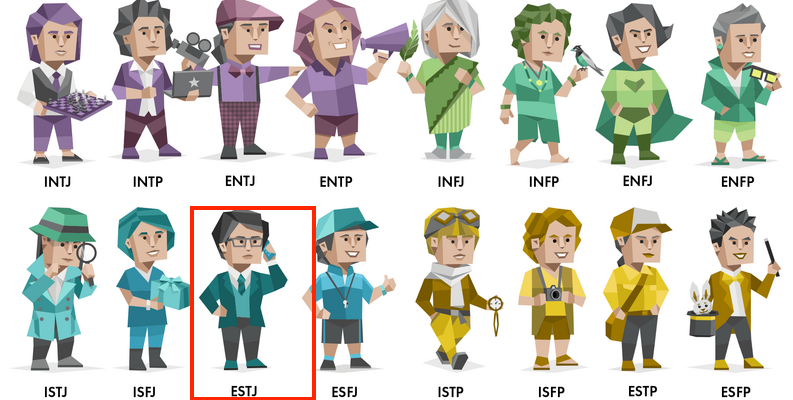 INTJ
INTP
ENTJ
ENTP
INFJ
INFP
ENFJ
ENFP
ISTJ
ISFJ
ESTJ
ESFJ
ISTP
ISFP
ESTP
ESFP